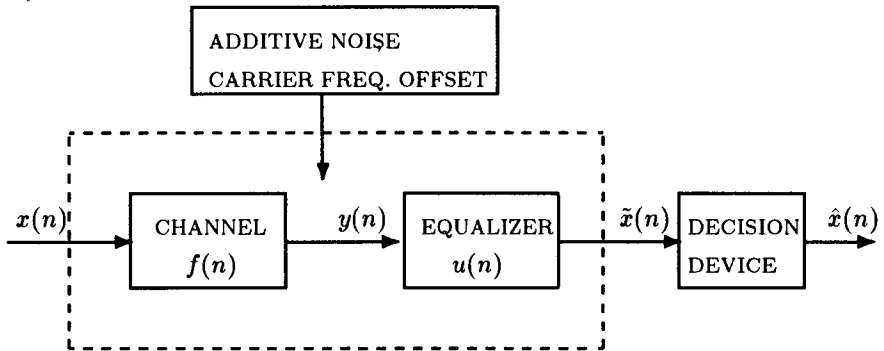 ADDITIVE NOISE
CARRIER FREQ. OFFSET
x(n)
CHANNEL
f(n)
y(n)
EQUALIZER
u(n)
x̃(n)
DECISION
DEVICE
x̂(n)